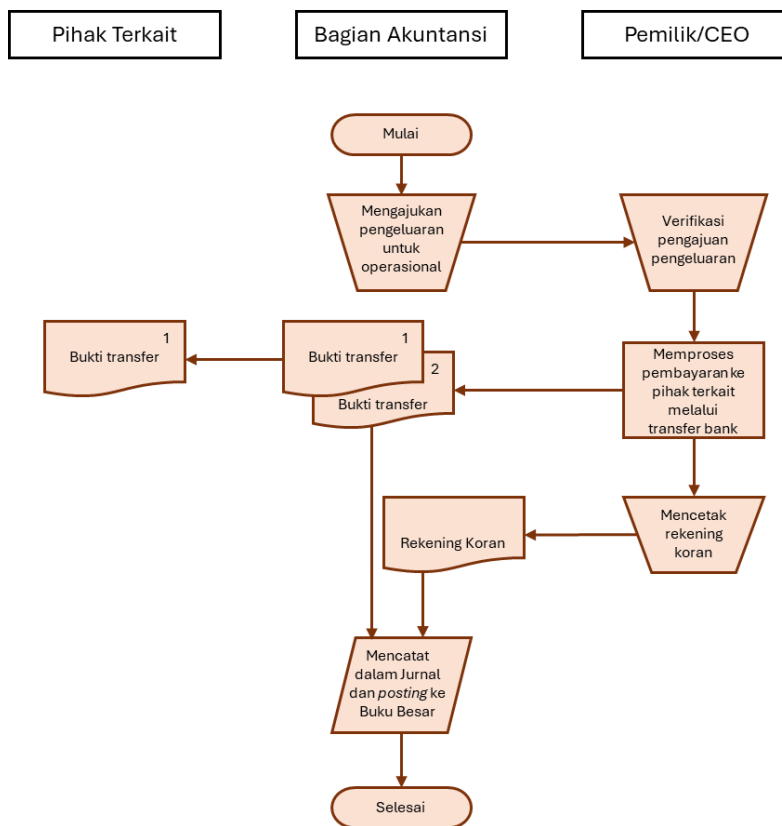 Pihak Terkait
Bagian Akuntansi
Pemilik/CEO
Mulai
Mengajukan
pengeluaran
untuk
operasional
Verifikasi
pengajuan
pengeluaran
1
Bukti transfer
1
Bukti transfer
2
Bukti transfer
Memproses
pembayaran ke
pihak terkait
melalui
transfer bank
Rekening Koran
Mencetak
rekening
koran
Mencatat
dalam Jurnal
dan posting ke
Buku Besar
Selesai